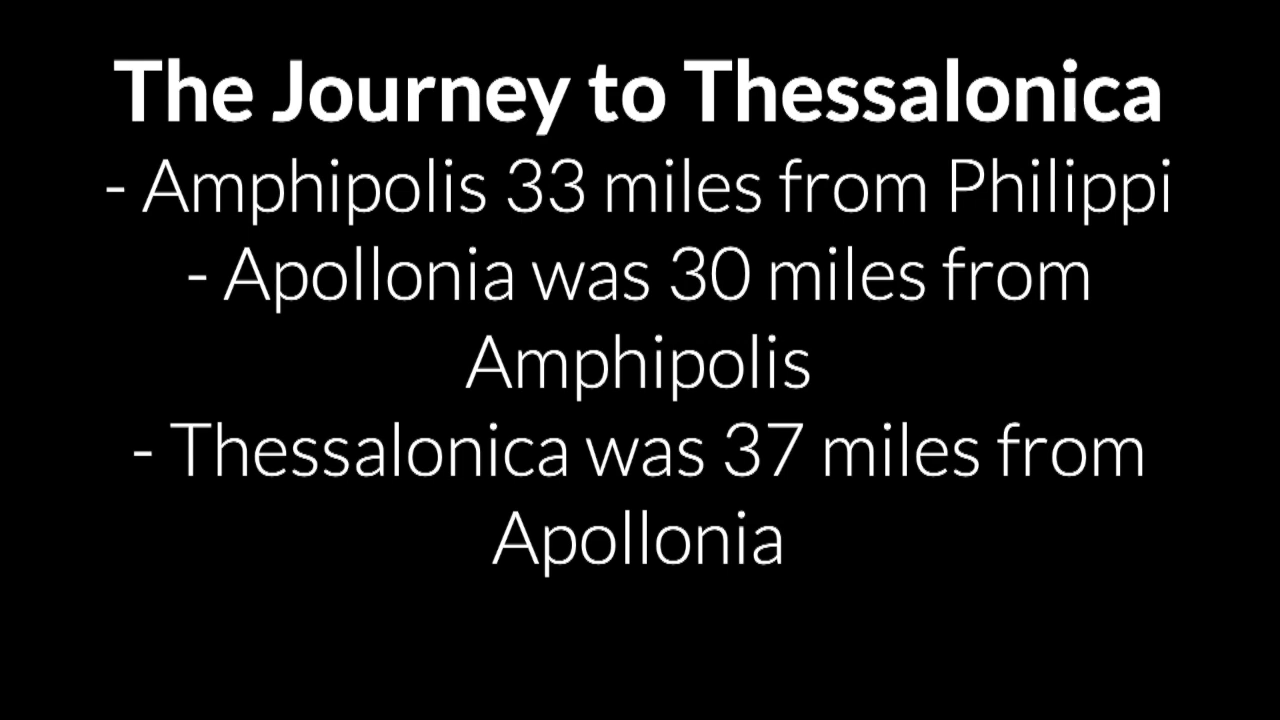 The Journey to Thessalonica
- Amphipolis 33 miles from Philippi
- Apollonia was 30 miles from
Amphipolis
- Thessalonica was 37 miles from
Apollonia